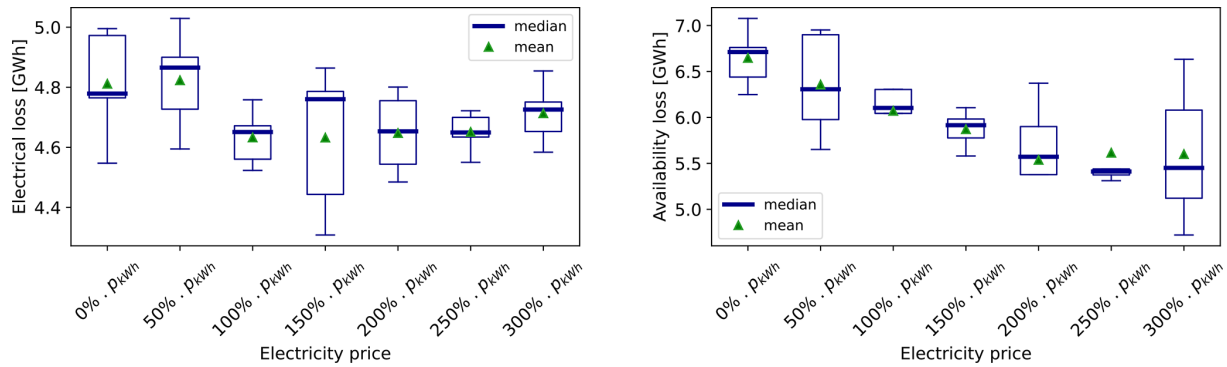 Electrical loss [GWh]
5.0
4.8
4.6
4.4
median
mean
0% . p_kWh
50% . p_kWh
100% . p_kWh
150% . p_kWh
200% . p_kWh
250% . p_kWh
300% . p_kWh
Electricity price
Availability loss [GWh]
7.0
6.5
6.0
5.5
5.0
median
mean
0% . p_kWh
50% . p_kWh
100% . p_kWh
150% . p_kWh
200% . p_kWh
250% . p_kWh
300% . p_kWh
Electricity price